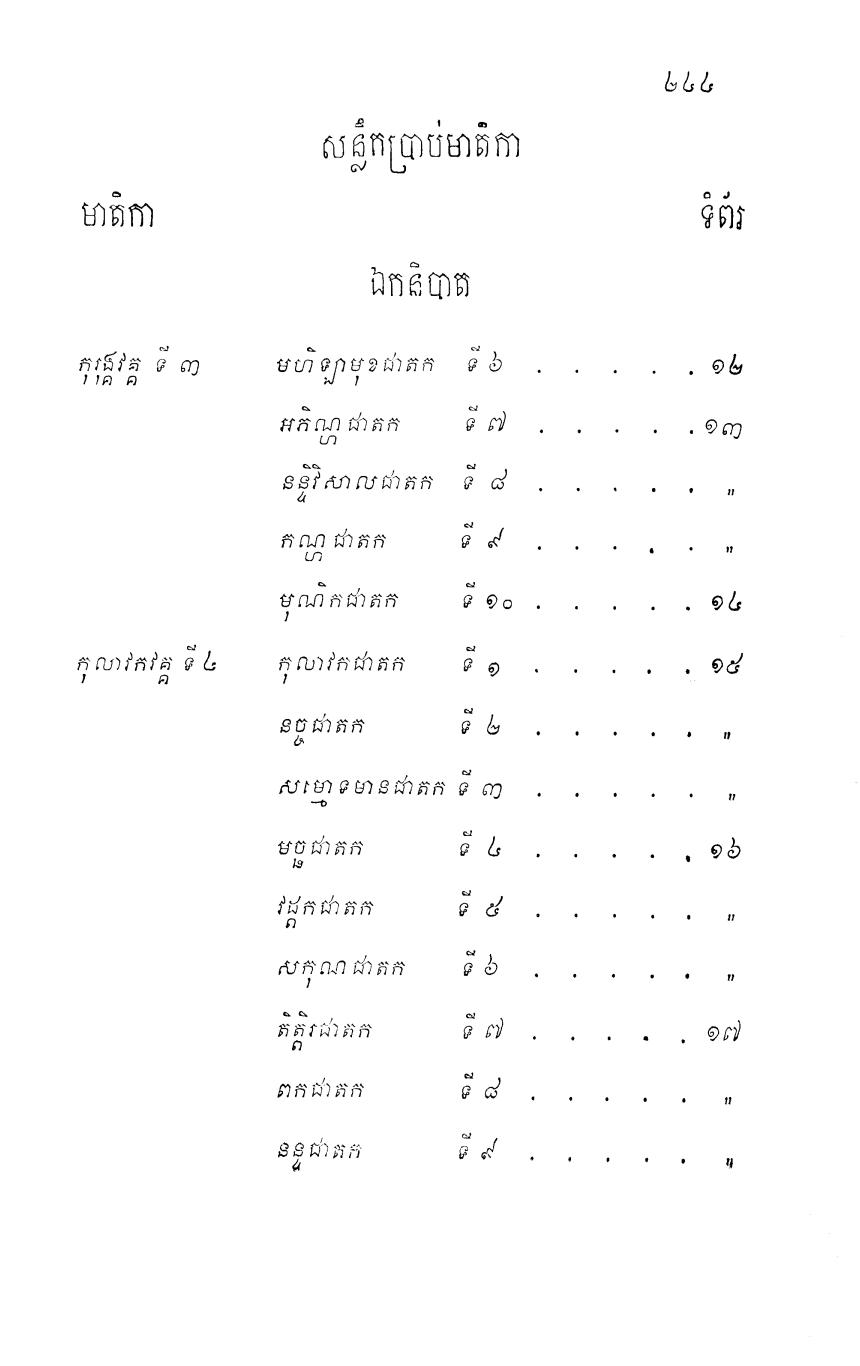 ២៤៤
សន្លឹកប្រាប់មាតិកា
មាតិកា ទំព័រ
ឯកនិបាត
កុរុង្គវគ្គ ទី ៣ មហិឡាមុខជាតក ទី ៦ . . . . . ១២
អភិណ្ហជាតក ទី ៧ . . . . . ១៣
នន្ទិវិសាលជាតក ទី ៨ . . . . . "
កណ្ហជាតក ទី ៩ . . . . . "
មុណិកជាតក ទី ១០ . . . . . ១៤
កុលាវកវគ្គ ទី ៤ កុលាវកជាតក ទី ១ . . . . . ១៥
នច្ចជាតក ទី ២ . . . . . "
សម្មោទមានជាតក ទី ៣ . . . . . "
មច្ឆជាតក ទី ៤ . . . . . ១៦
វដ្តកជាតក ទី ៥ . . . . . "
សកុណជាតក ទី ៦ . . . . . "
តិត្តិរជាតក ទី ៧ . . . . . ១៧
ពកជាតក ទី ៨ . . . . . "
នន្ទជាតក ទី ៩ . . . . . "